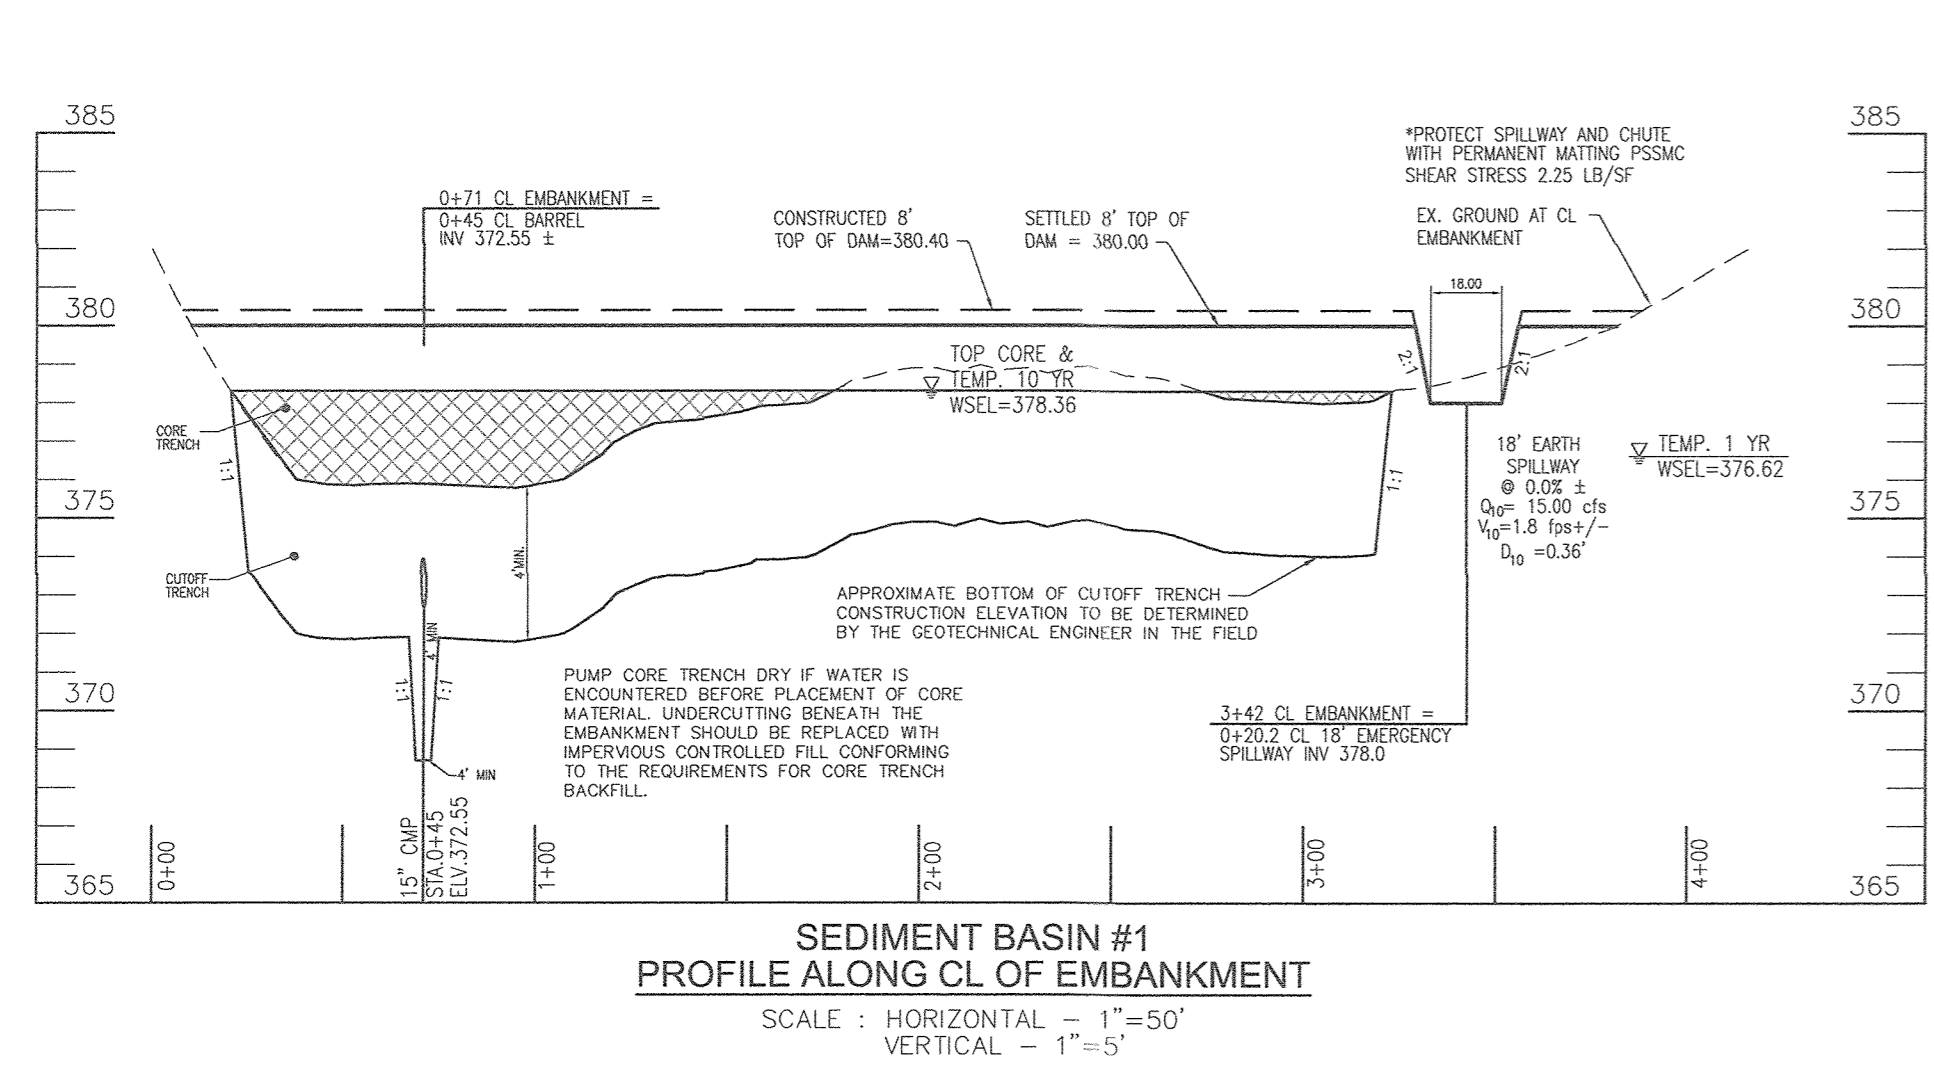 385
380
375
370
365
385
380
375
370
365
0+71 CL EMBANKMENT =
0+45 CL BARREL
INV 372.55 ±
CONSTRUCTED 8'
TOP OF DAM=380.40
SETTLED 8' TOP OF
DAM = 380.00
*PROTECT SPILLWAY AND CHUTE
WITH PERMANENT MATTING PSSMC
SHEAR STRESS 2.25 LB/SF
EX. GROUND AT CL
EMBANKMENT
18.00
2:1
2:1
TOP CORE &
TEMP. 10 YR
WSEL=378.36
CORE
TRENCH
1:1
1:1
CUTOFF
TRENCH
4'MIN.
4' MIN
1:1
1:1
4' MIN
18' EARTH
SPILLWAY
@ 0.0% ±
Q10= 15.00 cfs
V10=1.8 fps+/-
D10 =0.36'
TEMP. 1 YR
WSEL=376.62
APPROXIMATE BOTTOM OF CUTOFF TRENCH
CONSTRUCTION ELEVATION TO BE DETERMINED
BY THE GEOTECHNICAL ENGINEER IN THE FIELD
PUMP CORE TRENCH DRY IF WATER IS
ENCOUNTERED BEFORE PLACEMENT OF CORE
MATERIAL. UNDERCUTTING BENEATH THE
EMBANKMENT SHOULD BE REPLACED WITH
IMPERVIOUS CONTROLLED FILL CONFORMING
TO THE REQUIREMENTS FOR CORE TRENCH
BACKFILL.
3+42 CL EMBANKMENT =
0+20.2 CL 18' EMERGENCY
SPILLWAY INV 378.0
15" CMP
STA.0+45
ELV.372.55
0+00
1+00
2+00
3+00
4+00
SEDIMENT BASIN #1
PROFILE ALONG CL OF EMBANKMENT
SCALE : HORIZONTAL - 1"=50'
VERTICAL - 1"=5'